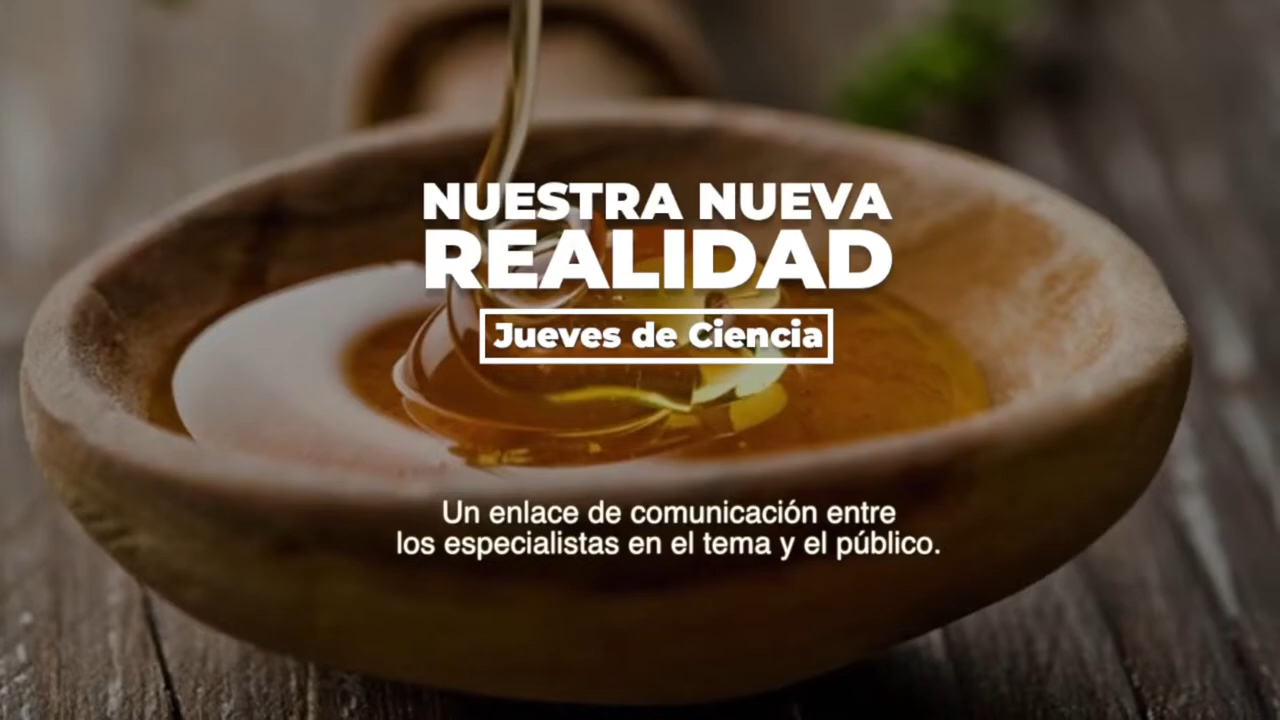 NUESTRA NUEVA
REALIDAD
Jueves de Ciencia
Un enlace de comunicación entre
los especialistas en el tema y el público.